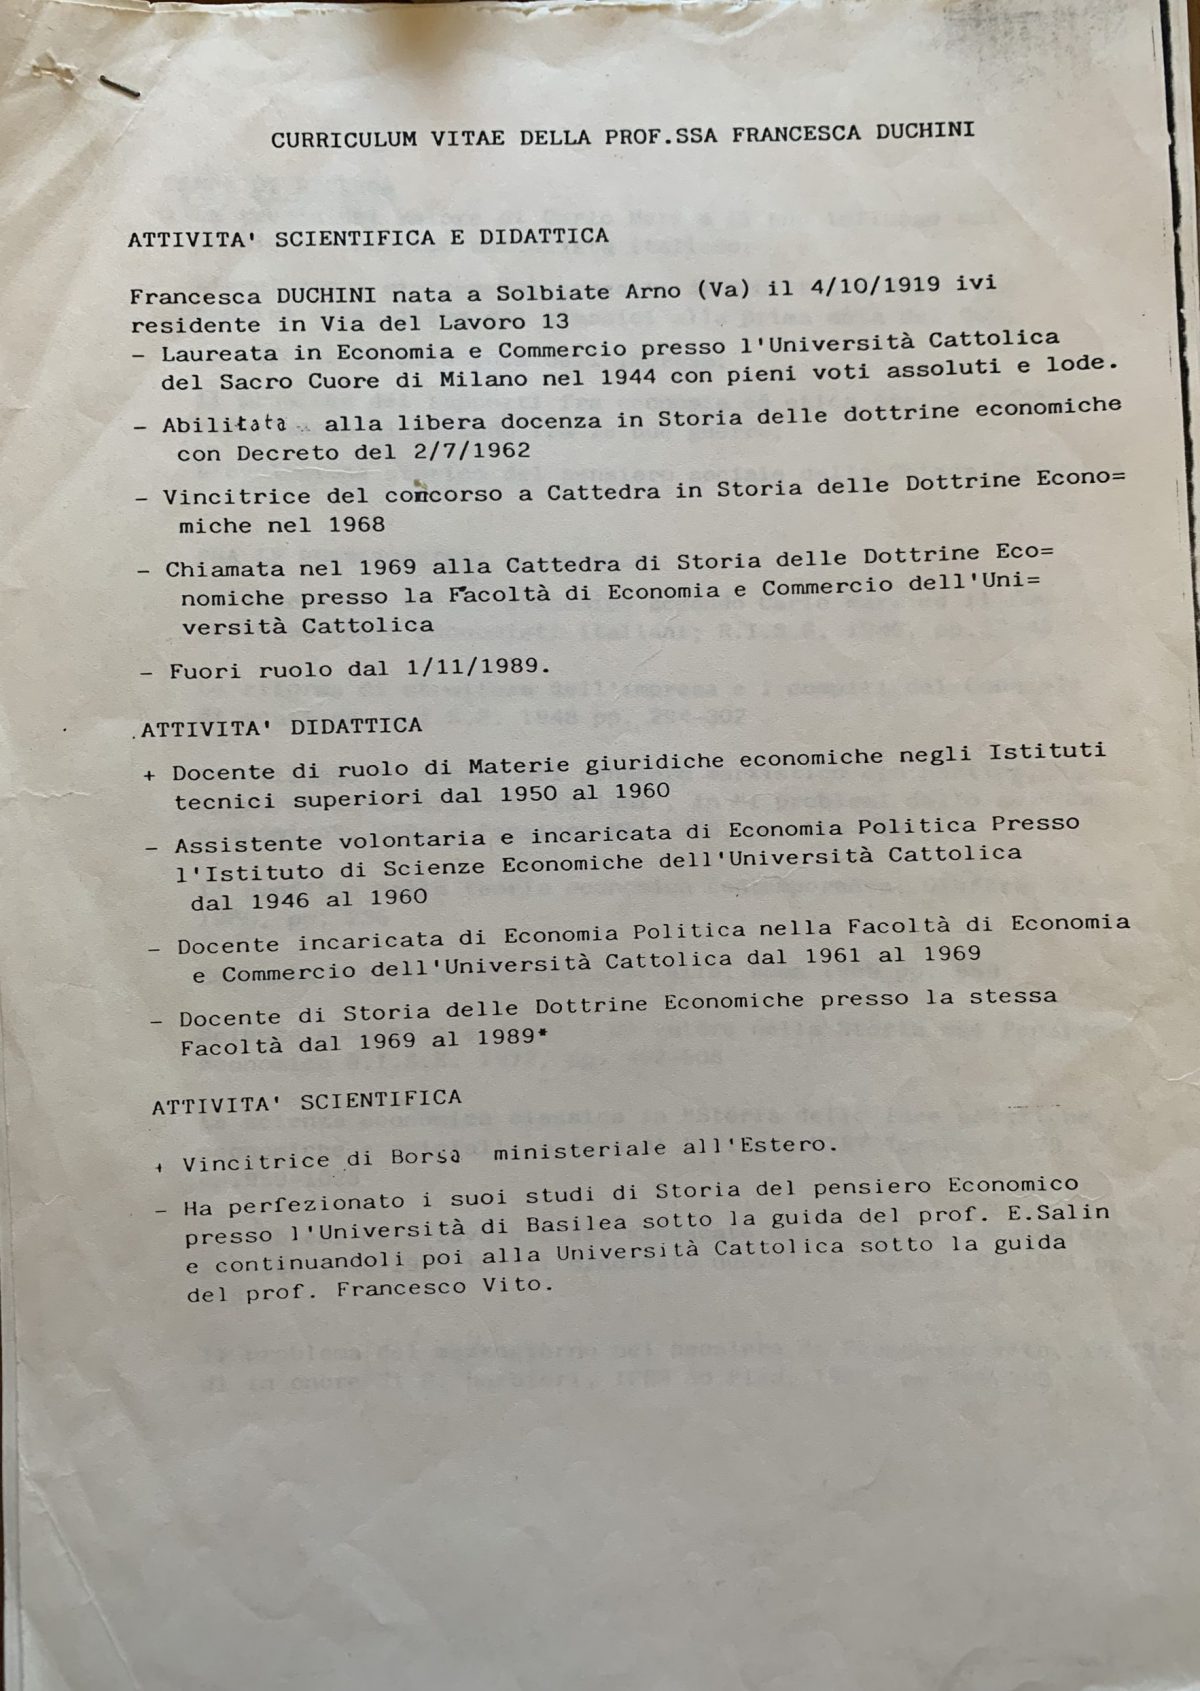 CURRICULUM VITAE DELLA PROF.SSA FRANCESCA DUCHINI
ATTIVITA' SCIENTIFICA E DIDATTICA
Francesca DUCHINI nata a Solbiate Arno (Va) il 4/10/1919 ivi
residente in Via del Lavoro 13
- Laureata in Economia e Commercio presso l'Università Cattolica
del Sacro Cuore di Milano nel 1944 con pieni voti assoluti e lode.
- Abilitata alla libera docenza in Storia delle dottrine economiche
con Decreto del 2/7/1962
- Vincitrice del concorso a Cattedra in Storia delle Dottrine Econo=
miche nel 1968
- Chiamata nel 1969 alla Cattedra di Storia delle Dottrine Eco=
nomiche presso la Facoltà di Economia e Commercio dell'Uni=
versità Cattolica
- Fuori ruolo dal 1/11/1989.
ATTIVITA' DIDATTICA
+ Docente di ruolo di Materie giuridiche economiche negli Istituti
tecnici superiori dal 1950 al 1960
- Assistente volontaria e incaricata di Economia Politica Presso
l'Istituto di Scienze Economiche dell'Università Cattolica
dal 1946 al 1960
- Docente incaricata di Economia Politica nella Facoltà di Economia
e Commercio dell'Università Cattolica dal 1961 al 1969
- Docente di Storia delle Dottrine Economiche presso la stessa
Facoltà dal 1969 al 1989*
ATTIVITA' SCIENTIFICA
+ Vincitrice di Borsa ministeriale all'Estero.
- Ha perfezionato i suoi studi di Storia del pensiero Economico
presso l'Università di Basilea sotto la guida del prof. E.Salin
e continuandoli poi alla Università Cattolica sotto la guida
del prof. Francesco Vito.